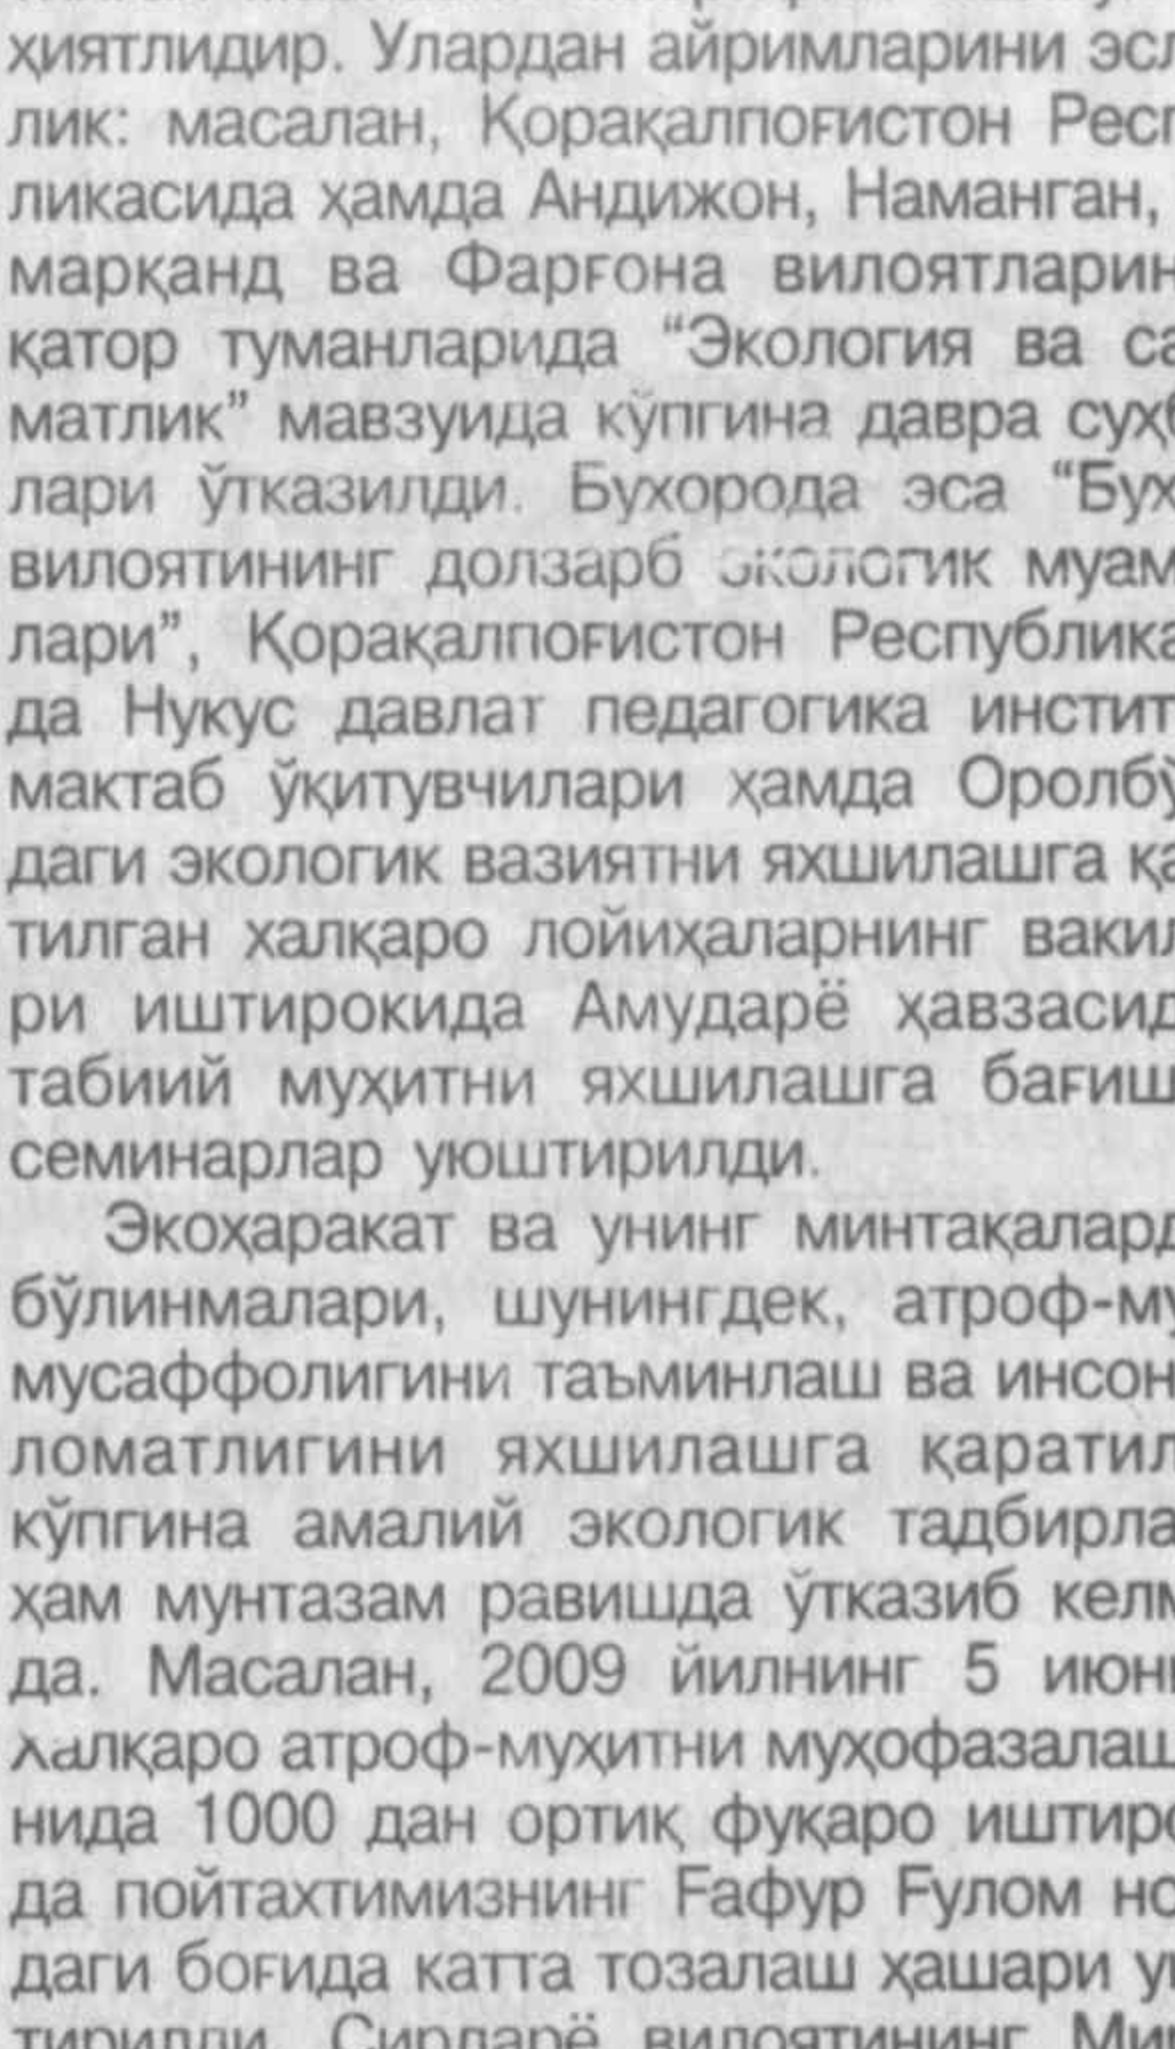 ҳиятлидир. Улардан айримларини эсл
лик: масалан, Қорақалпоғистон Респ
ликасида ҳамда Андижон, Наманган,
марқанд ва Фарғона вилоятларин
қатор туманларида “Экология ва са
матлик” мавзуида кўпгина давра суҳб
лари ўтказилди. Бухорода эса “Бух
вилоятининг долзарб экологик муам
лари”, Қорақалпоғистон Республика
да Нукус давлат педагогика инстит
мактаб ўқитувчилари ҳамда Оролбў
даги экологик вазиятни яхшилашга қа
тилган халқаро лойиҳаларнинг вакил
ри иштирокида Амударё ҳавзасид
табиий муҳитни яхшилашга бағиш
семинарлар уюштирилди.
Экоҳаракат ва унинг минтақалард
бўлинмалари, шунингдек, атроф-му
мусаффолигини таъминлаш ва инсон
ломатлигини яхшилашга қаратил
кўпгина амалий экологик тадбирла
ҳам мунтазам равишда ўтказиб келм
да. Масалан, 2009 йилнинг 5 июн
Халқаро атроф-муҳитни муҳофазалаш
нида 1000 дан ортиқ фуқаро иштиро
да пойтахтимизнинг Ғафур Ғулом но
даги боғида катта тозалаш ҳашари у
тирилди. Сирдарё вилоятининг Ми